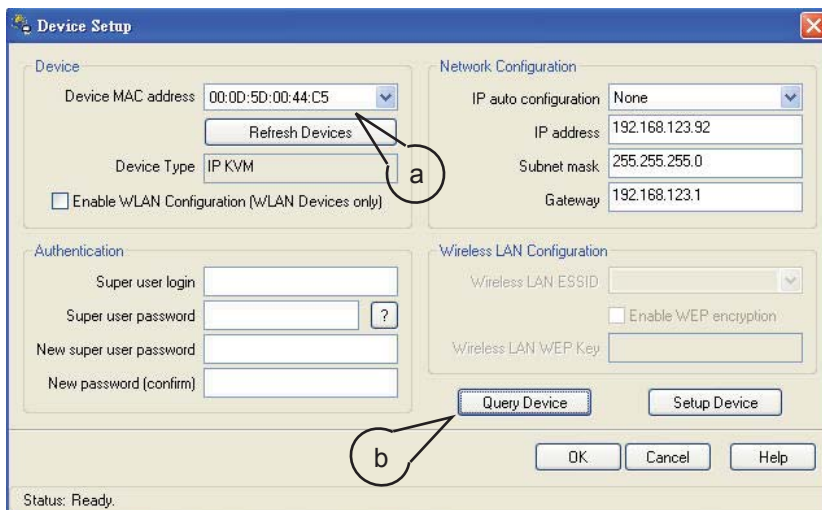 Device Setup
Device
Device MAC address 00:0D:5D:00:44:C5
Refresh Devices
Device Type IP KVM
Enable WLAN Configuration (WLAN Devices only)
a
Network Configuration
IP auto configuration None
IP address 192.168.123.92
Subnet mask 255.255.255.0
Gateway 192.168.123.1
Authentication
Super user login
Super user password ?
New super user password
New password (confirm)
Wireless LAN Configuration
Wireless LAN ESSID
Enable WEP encryption
Wireless LAN WEP Key
Query Device Setup Device
b
OK Cancel Help
Status: Ready.